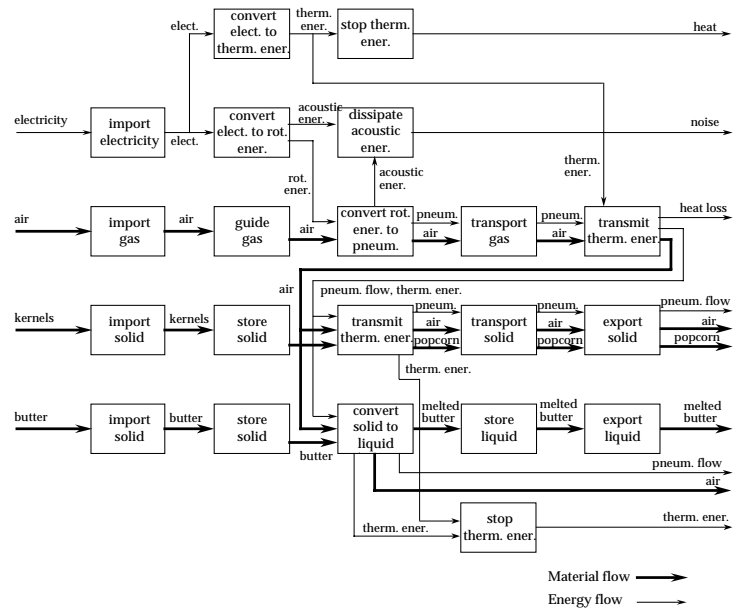 convert
elect. to
therm. ener.
therm.
ener.
stop therm.
ener.
heat
elect.
electricity
import
electricity
elect.
convert
elect. to rot.
ener.
acoustic
ener.
dissipate
acoustic
ener.
noise
rot.
ener.
acoustic
ener.
therm.
ener.
air
import
gas
air
guide
gas
air
convert rot.
ener. to
pneum.
pneum.
air
transport
gas
pneum.
air
transmit
therm. ener.
heat loss
air
pneum. flow, therm. ener.
kernels
import
solid
kernels
store
solid
transmit
therm. ener.
pneum.
air
popcorn
transport
solid
pneum.
air
popcorn
export
solid
pneum. flow
air
popcorn
therm. ener.
butter
import
solid
butter
store
solid
butter
convert
solid to
liquid
melted
butter
store
liquid
melted
butter
export
liquid
melted
butter
pneum. flow
air
therm. ener.
stop
therm. ener.
therm. ener.
Material flow
Energy flow